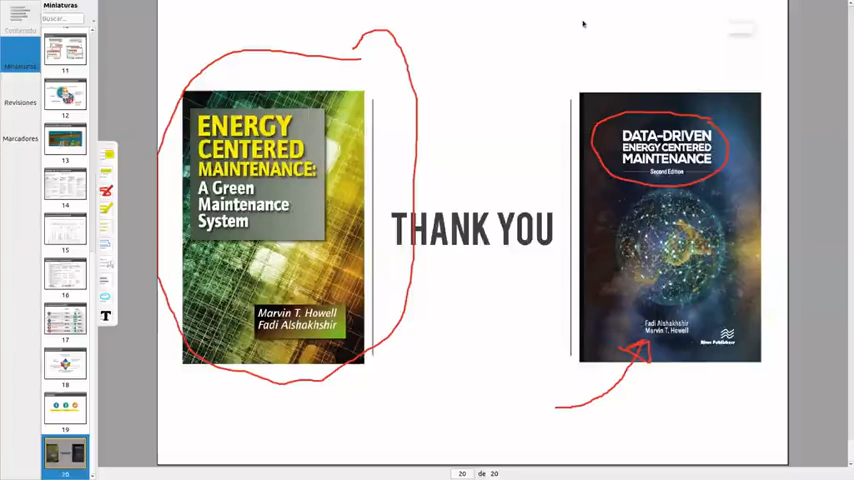 Miniaturas
Contenido
Buscar...
Miniaturas
Revisiones
Marcadores
11
12
13
14
15
16
17
18
19
20
T
ENERGY
CENTERED
MAINTENANCE:
A Green
Maintenance
System
Marvin T. Howell
Fadi Alshakhshir
THANK YOU
DATA-DRIVEN
ENERGY CENTERED
MAINTENANCE
Second Edition
Fadi Alshakhshir
Marvin T. Howell
River Publishers
20 de 20